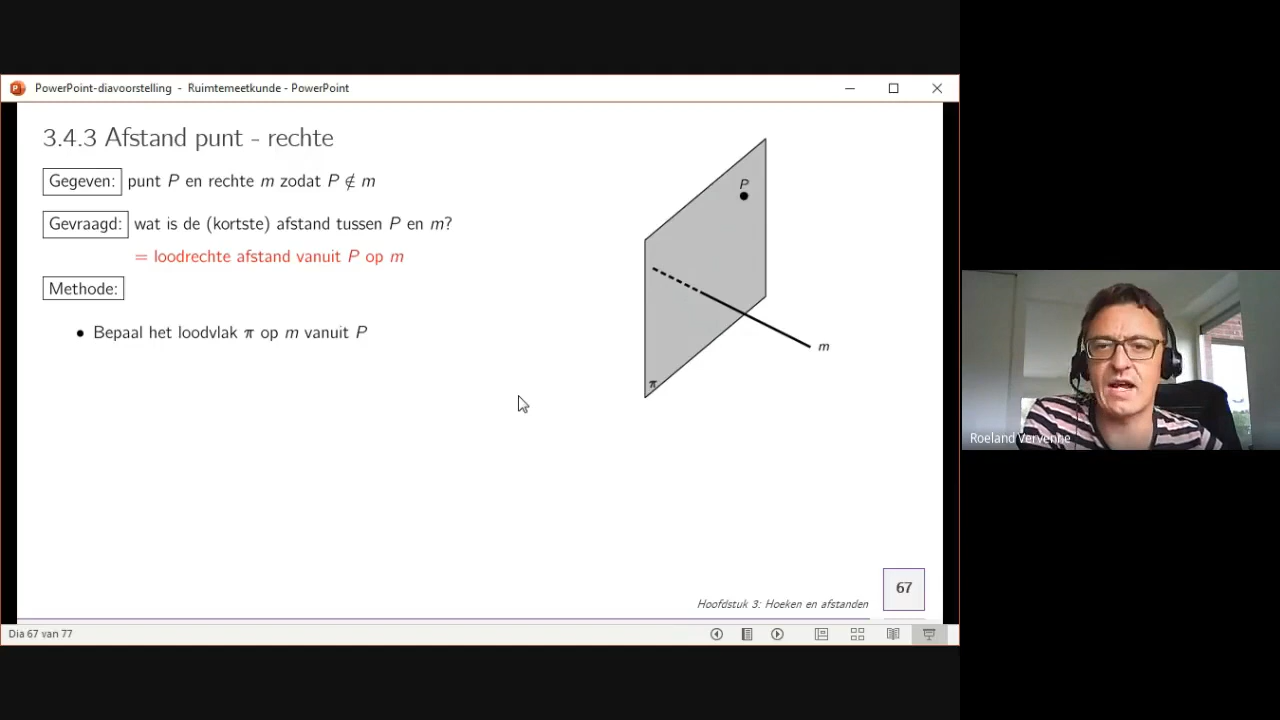 PowerPoint-diavoorstelling - Ruimtemeetkunde - PowerPoint
3.4.3 Afstand punt - rechte
Gegeven: punt P en rechte m zodat P ∉ m
Gevraagd: wat is de (kortste) afstand tussen P en m?
= loodrechte afstand vanuit P op m
Methode:
• Bepaal het loodvlak π op m vanuit P
P
m
π
Roeland Vervenne
67
Hoofdstuk 3: Hoeken en afstanden
Dia 67 van 77